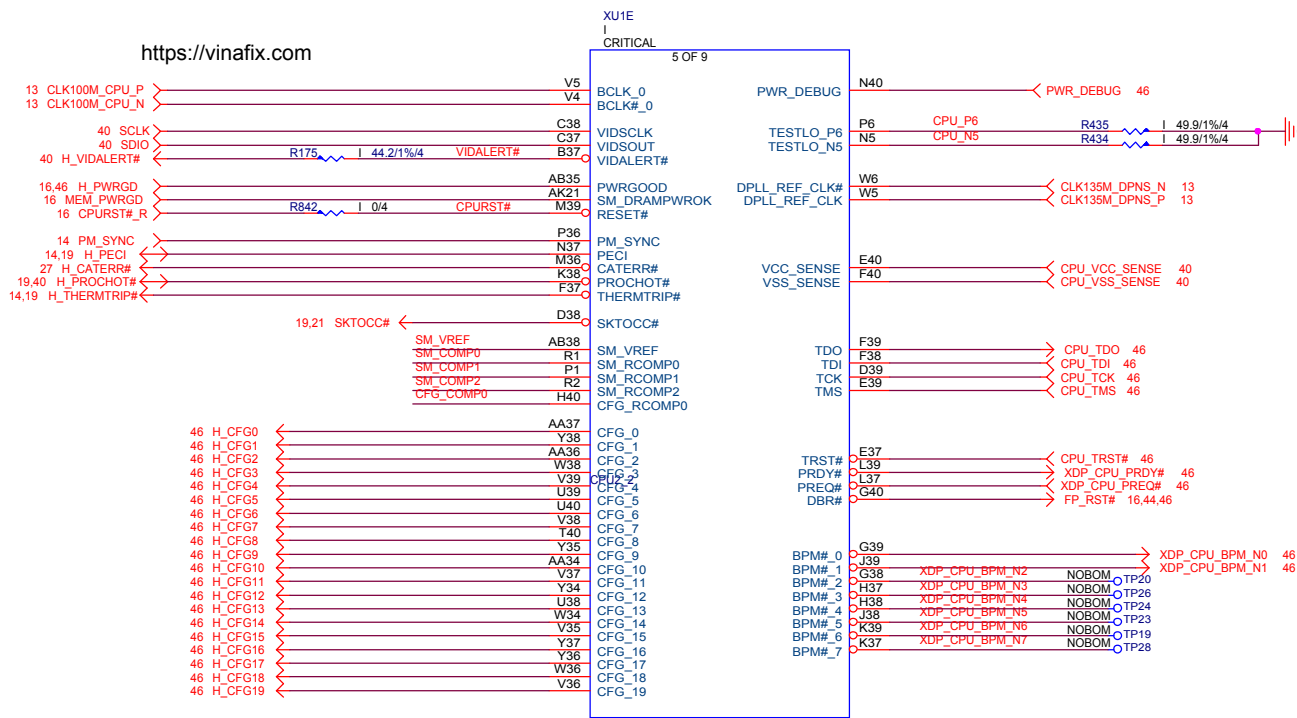 XU1E
I
CRITICAL
https://vinafix.com
5 OF 9
13 CLK100M_CPU_P V5 BCLK_0
13 CLK100M_CPU_N V4 BCLK#_0
40 SCLK C38 VIDSCLK
40 SDIO C37 VIDSOUT
40 H_VIDALERT# R175 I 44.2/1%/4 VIDALERT# B37 VIDALERT#
16,46 H_PWRGD AB35 PWRGOOD
16 MEM_PWRGD AK21 SM_DRAMPWROK
16 CPURST#_R R842 I 0/4 CPURST# M39 RESET#
14 PM_SYNC P36 PM_SYNC
14,19 H_PECI N37 PECI
27 H_CATERR# M36 CATERR#
19,40 H_PROCHOT# K38 PROCHOT#
14,19 H_THERMTRIP# F37 THERMTRIP#
19,21 SKTOCC# D38 SKTOCC#
SM_VREF AB38 SM_VREF
SM_COMP0 R1 SM_RCOMP0
SM_COMP1 P1 SM_RCOMP1
SM_COMP2 R2 SM_RCOMP2
CFG_COMP0 H40 CFG_RCOMP0
46 H_CFG0 AA37 CFG_0
46 H_CFG1 Y38 CFG_1
46 H_CFG2 AA36 CFG_2
46 H_CFG3 W38 CFG_3
CPU2_2
46 H_CFG4 V39 CFG_4
46 H_CFG5 U39 CFG_5
46 H_CFG6 U40 CFG_6
46 H_CFG7 V38 CFG_7
46 H_CFG8 T40 CFG_8
46 H_CFG9 Y35 CFG_9
46 H_CFG10 AA34 CFG_10
46 H_CFG11 V37 CFG_11
46 H_CFG12 Y34 CFG_12
46 H_CFG13 U38 CFG_13
46 H_CFG14 W34 CFG_14
46 H_CFG15 V35 CFG_15
46 H_CFG16 Y37 CFG_16
46 H_CFG17 Y36 CFG_17
46 H_CFG18 W36 CFG_18
46 H_CFG19 V36 CFG_19
PWR_DEBUG N40 PWR_DEBUG 46
TESTLO_P6 P6 CPU_P6 R435 I 49.9/1%/4
TESTLO_N5 N5 CPU_N5 R434 I 49.9/1%/4
DPLL_REF_CLK# W6 CLK135M_DPNS_N 13
DPLL_REF_CLK W5 CLK135M_DPNS_P 13
VCC_SENSE E40 CPU_VCC_SENSE 40
VSS_SENSE F40 CPU_VSS_SENSE 40
TDO F39 CPU_TDO 46
TDI F38 CPU_TDI 46
TCK D39 CPU_TCK 46
TMS E39 CPU_TMS 46
TRST# E37 CPU_TRST# 46
PRDY# L39 XDP_CPU_PRDY# 46
PREQ# L37 XDP_CPU_PREQ# 46
DBR# G40 FP_RST# 16,44,46
BPM#_0 G39 XDP_CPU_BPM_N0 46
BPM#_1 J39 XDP_CPU_BPM_N1 46
BPM#_2 G38 XDP_CPU_BPM_N2 NOBOM TP20
BPM#_3 H37 XDP_CPU_BPM_N3 NOBOM TP26
BPM#_4 H38 XDP_CPU_BPM_N4 NOBOM TP24
BPM#_5 J38 XDP_CPU_BPM_N5 NOBOM TP23
BPM#_6 K39 XDP_CPU_BPM_N6 NOBOM TP19
BPM#_7 K37 XDP_CPU_BPM_N7 NOBOM TP28